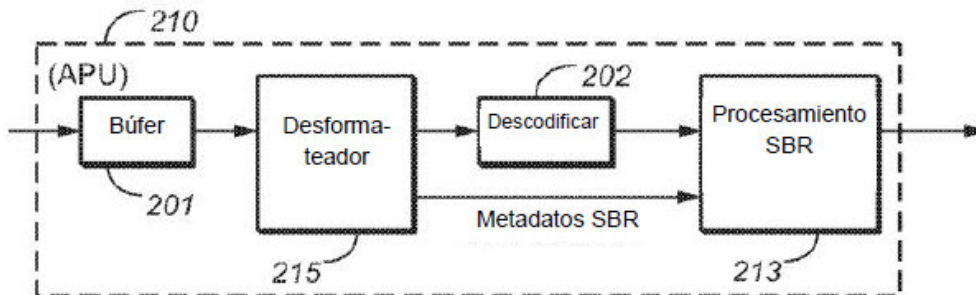 210
(APU)
Búfer
201
Desforma-
teador
215
202
Descodificar
Metadatos SBR
Procesamiento
SBR
213